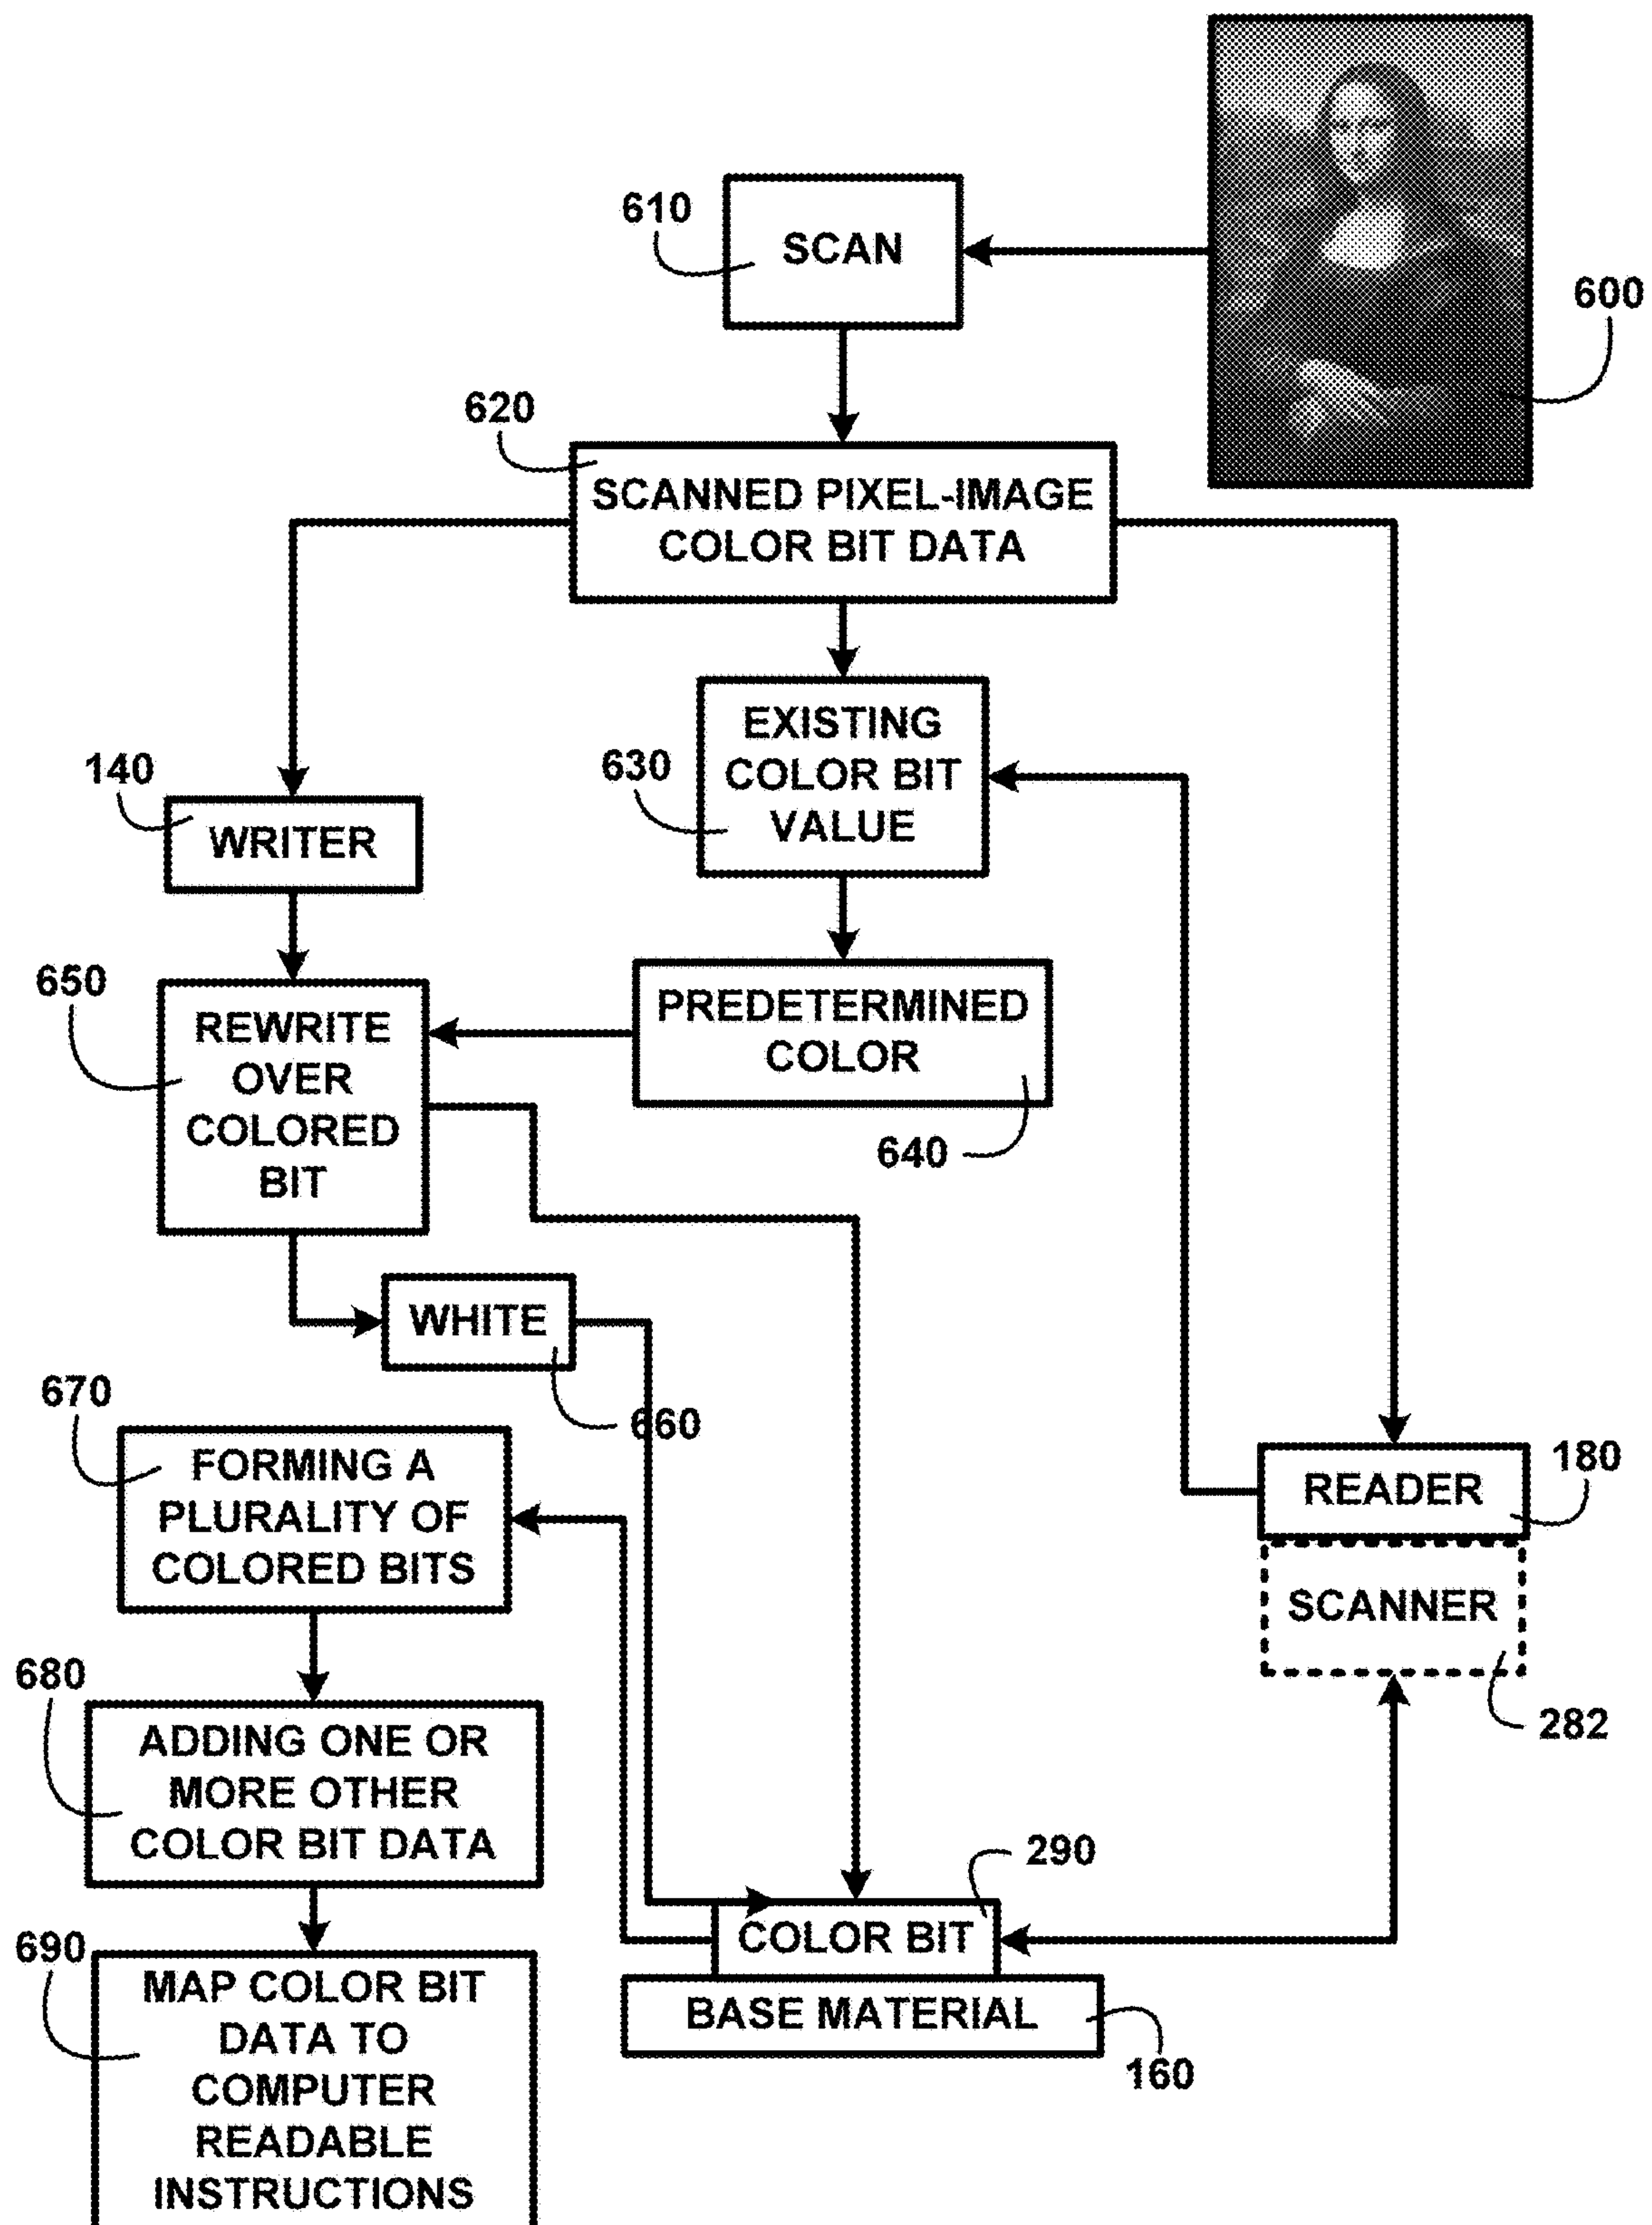 610
SCAN
600
620
SCANNED PIXEL-IMAGE
COLOR BIT DATA
140
WRITER
630
EXISTING
COLOR BIT
VALUE
650
REWRITE
OVER
COLORED
BIT
PREDETERMINED
COLOR
640
WHITE
660
670
FORMING A
PLURALITY OF
COLORED BITS
READER
180
SCANNER
282
680
ADDING ONE OR
MORE OTHER
COLOR BIT DATA
290
COLOR BIT
BASE MATERIAL
160
690
MAP COLOR BIT
DATA TO
COMPUTER
READABLE
INSTRUCTIONS